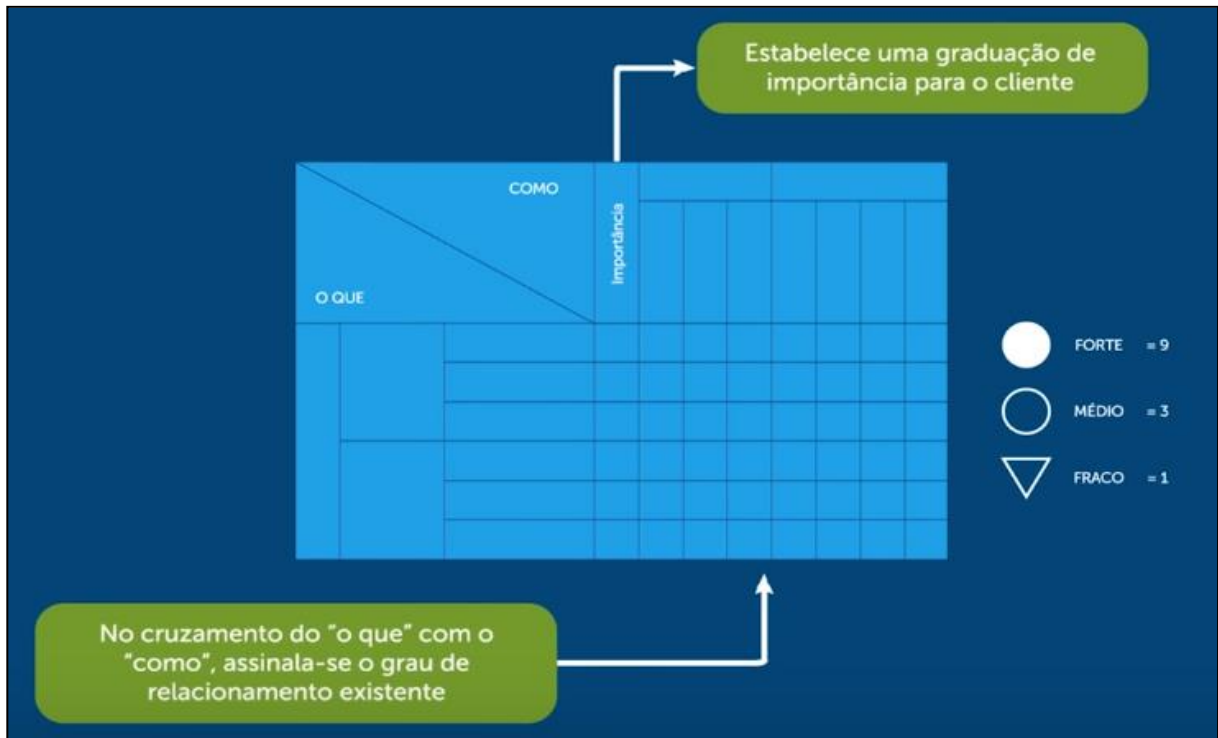 Estabelece uma graduação de
importância para o cliente
COMO
Importância
O QUE
FORTE = 9
MÉDIO = 3
FRACO = 1
No cruzamento do “o que” com o
“como”, assinala-se o grau de
relacionamento existente